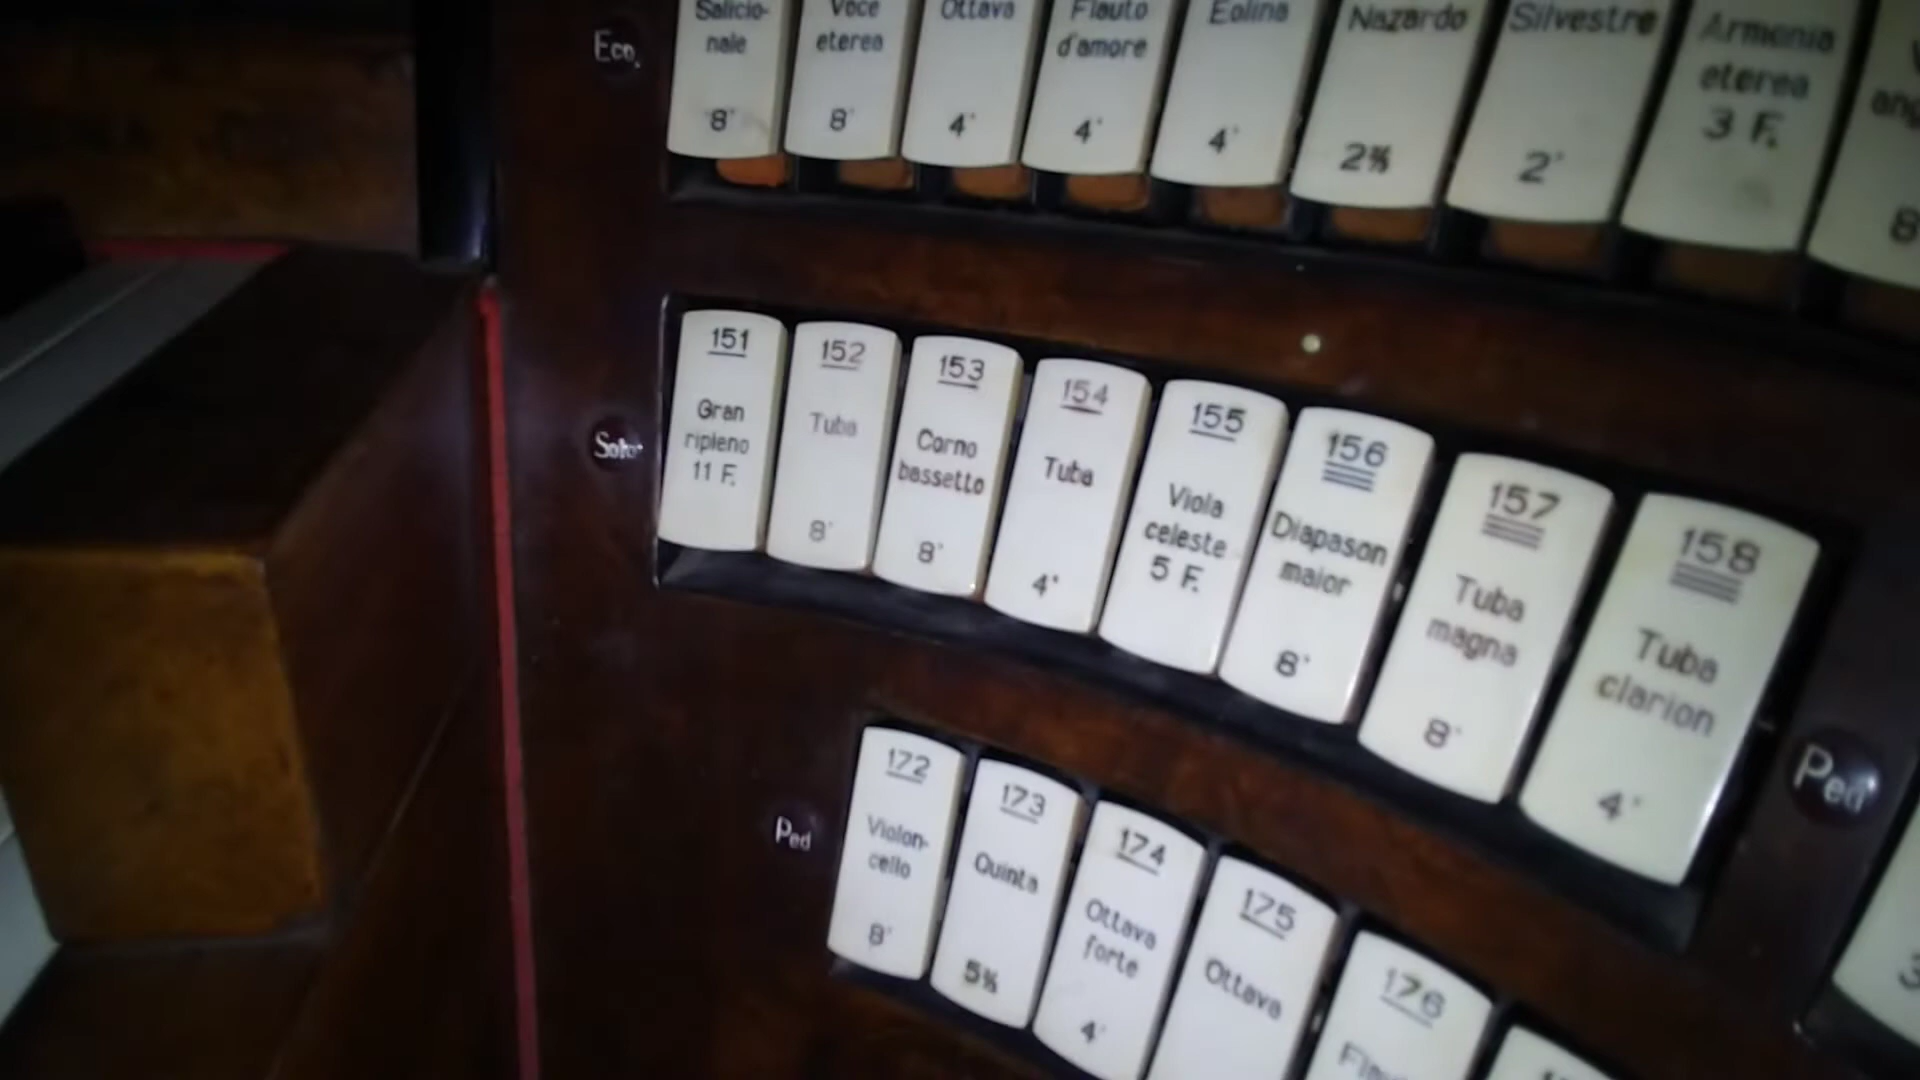 Eco.
Salicio-
nale
8'
Voce
eterea
8'
Ottava
4'
Flauto
d'amore
4'
Eolina
4'
Nazardo
2⅔
Silvestre
2'
Armonia
eterea
3 F.
8
Solo
151
Gran
ripieno
11 F.
152
Tuba
8'
153
Corno
bassetto
8'
154
Tuba
4'
155
Viola
celeste
5 F.
156
Diapason
maior
8'
157
Tuba
magna
8'
158
Tuba
clarion
4'
Ped
Ped
172
Violon-
cello
8'
173
Quinta
5⅓
174
Ottava
forte
4'
175
Ottava
176